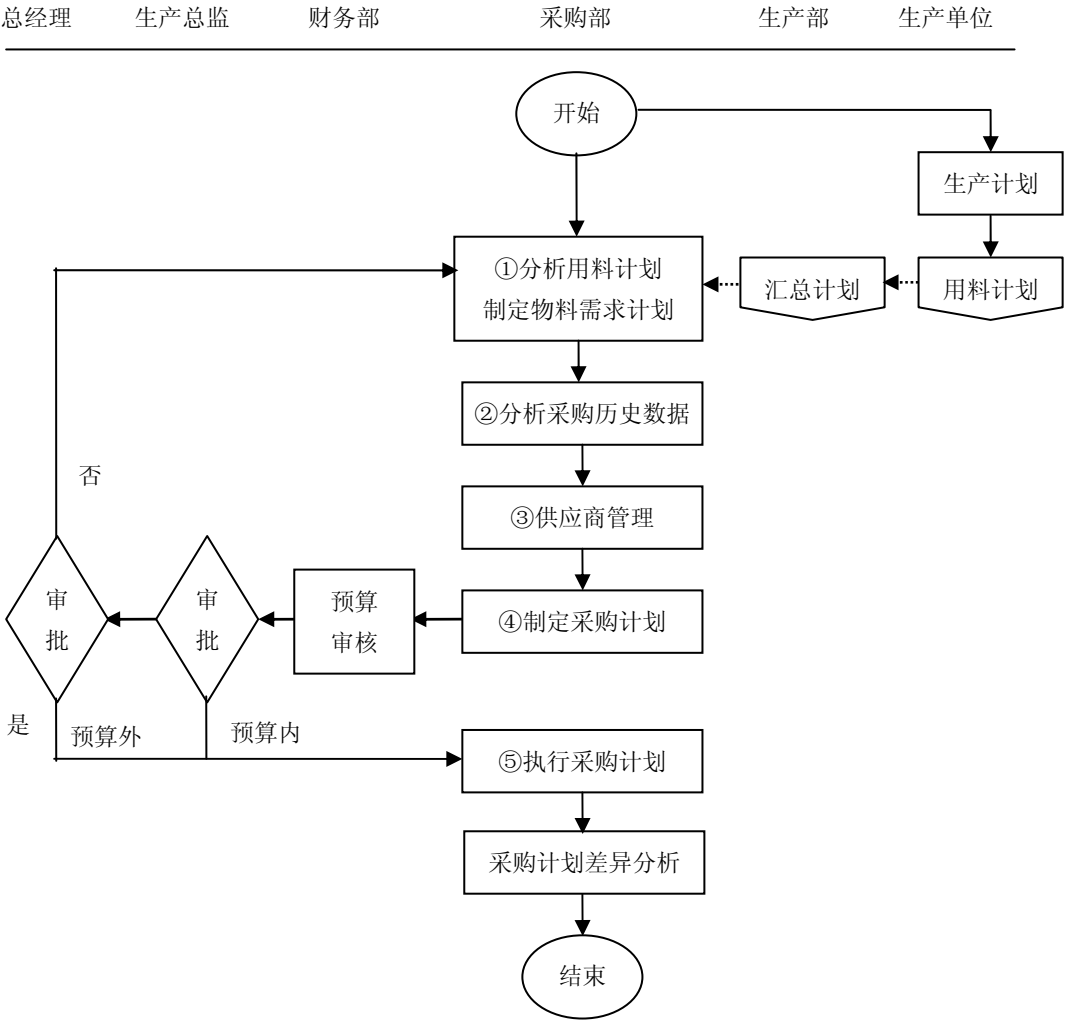 总经理 生产总监 财务部 采购部 生产部 生产单位
开始
生产计划
①分析用料计划
制定物料需求计划
汇总计划
用料计划
②分析采购历史数据
否
③供应商管理
审
批
审
批
预算
审核
④制定采购计划
是
预算外
预算内
⑤执行采购计划
采购计划差异分析
结束